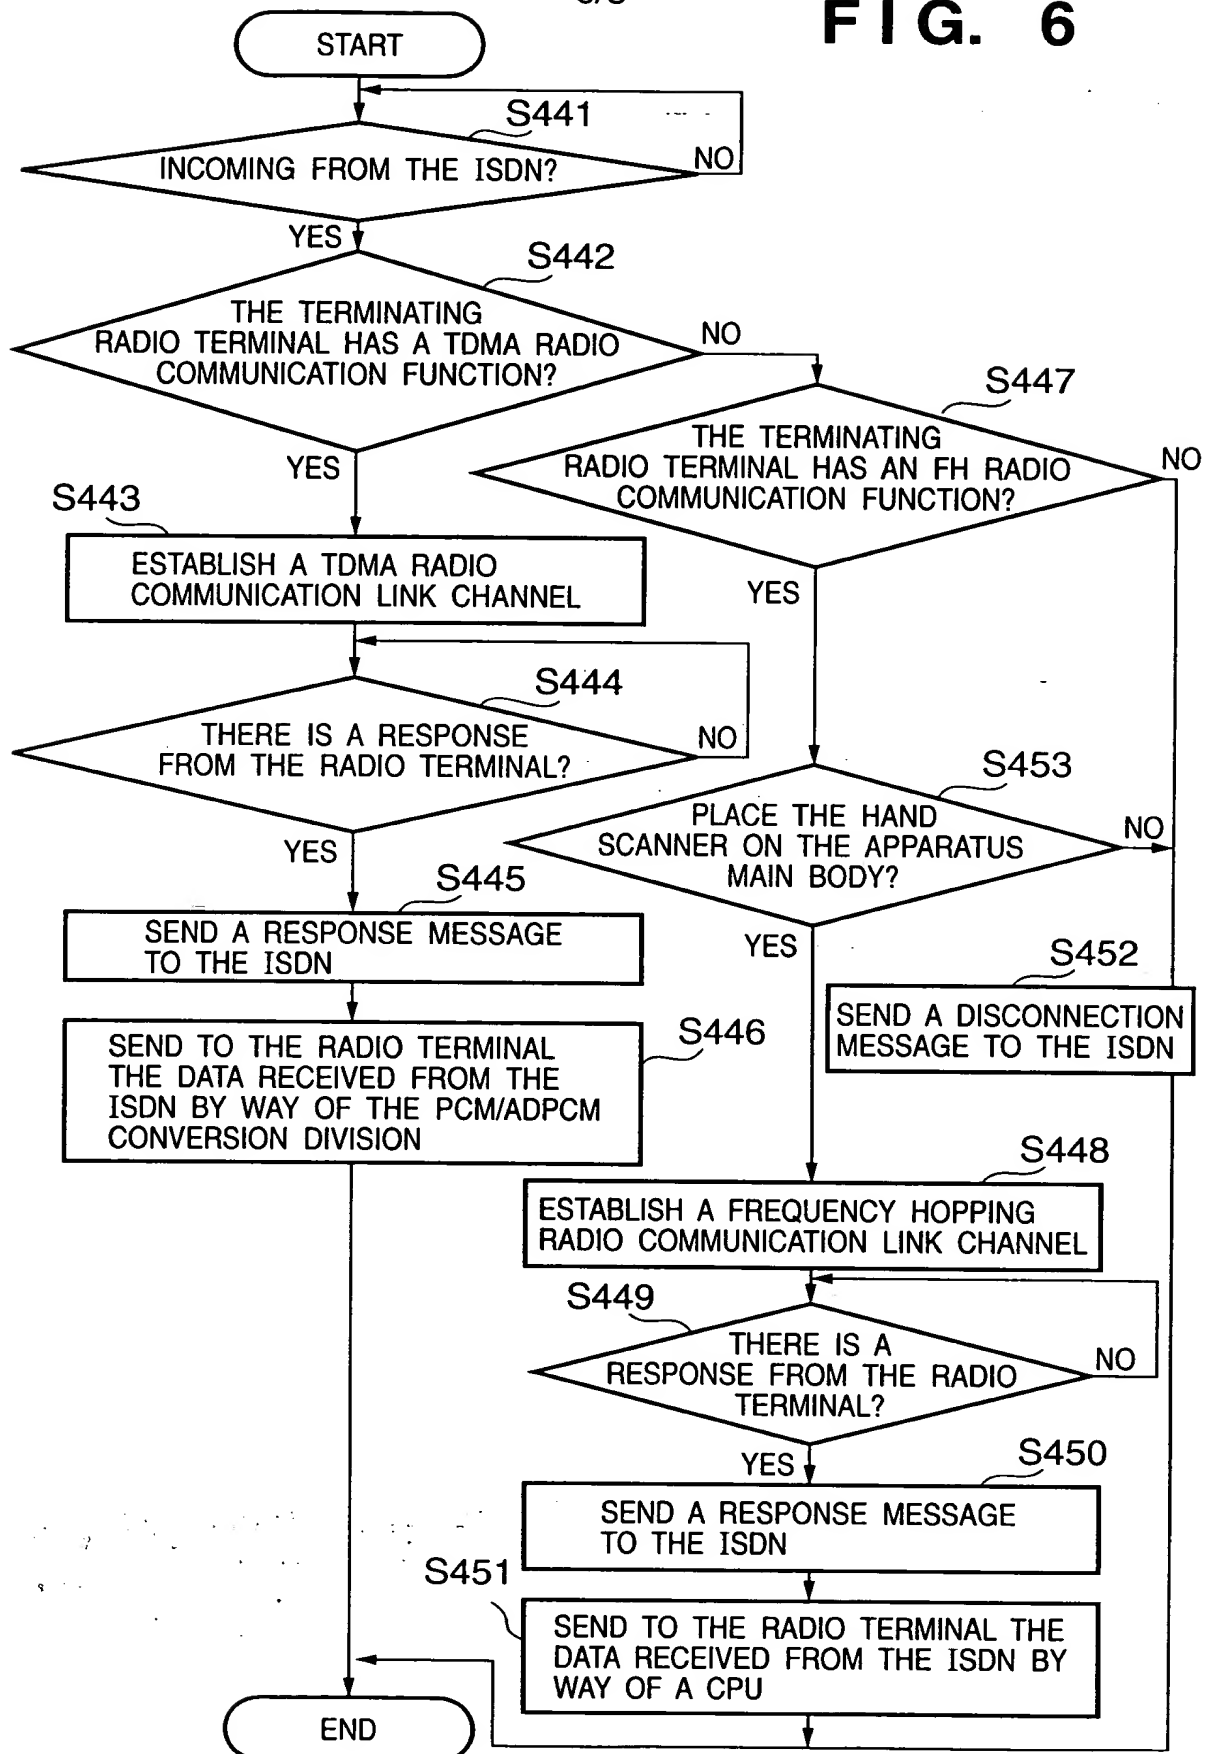 FIG. 6
START
S441
INCOMING FROM THE ISDN?
NO
YES
S442
THE TERMINATING
RADIO TERMINAL HAS A TDMA RADIO
COMMUNICATION FUNCTION?
NO
YES
S447
THE TERMINATING
RADIO TERMINAL HAS AN FH RADIO
COMMUNICATION FUNCTION?
NO
YES
S443
ESTABLISH A TDMA RADIO
COMMUNICATION LINK CHANNEL
S444
THERE IS A RESPONSE
FROM THE RADIO TERMINAL?
NO
YES
S453
PLACE THE HAND
SCANNER ON THE APPARATUS
MAIN BODY?
NO
YES
S445
SEND A RESPONSE MESSAGE
TO THE ISDN
S452
SEND A DISCONNECTION
MESSAGE TO THE ISDN
S446
SEND TO THE RADIO TERMINAL
THE DATA RECEIVED FROM THE
ISDN BY WAY OF THE PCM/ADPCM
CONVERSION DIVISION
S448
ESTABLISH A FREQUENCY HOPPING
RADIO COMMUNICATION LINK CHANNEL
S449
THERE IS A
RESPONSE FROM THE RADIO
TERMINAL?
NO
YES
S450
SEND A RESPONSE MESSAGE
TO THE ISDN
S451
SEND TO THE RADIO TERMINAL THE
DATA RECEIVED FROM THE ISDN BY
WAY OF A CPU
END